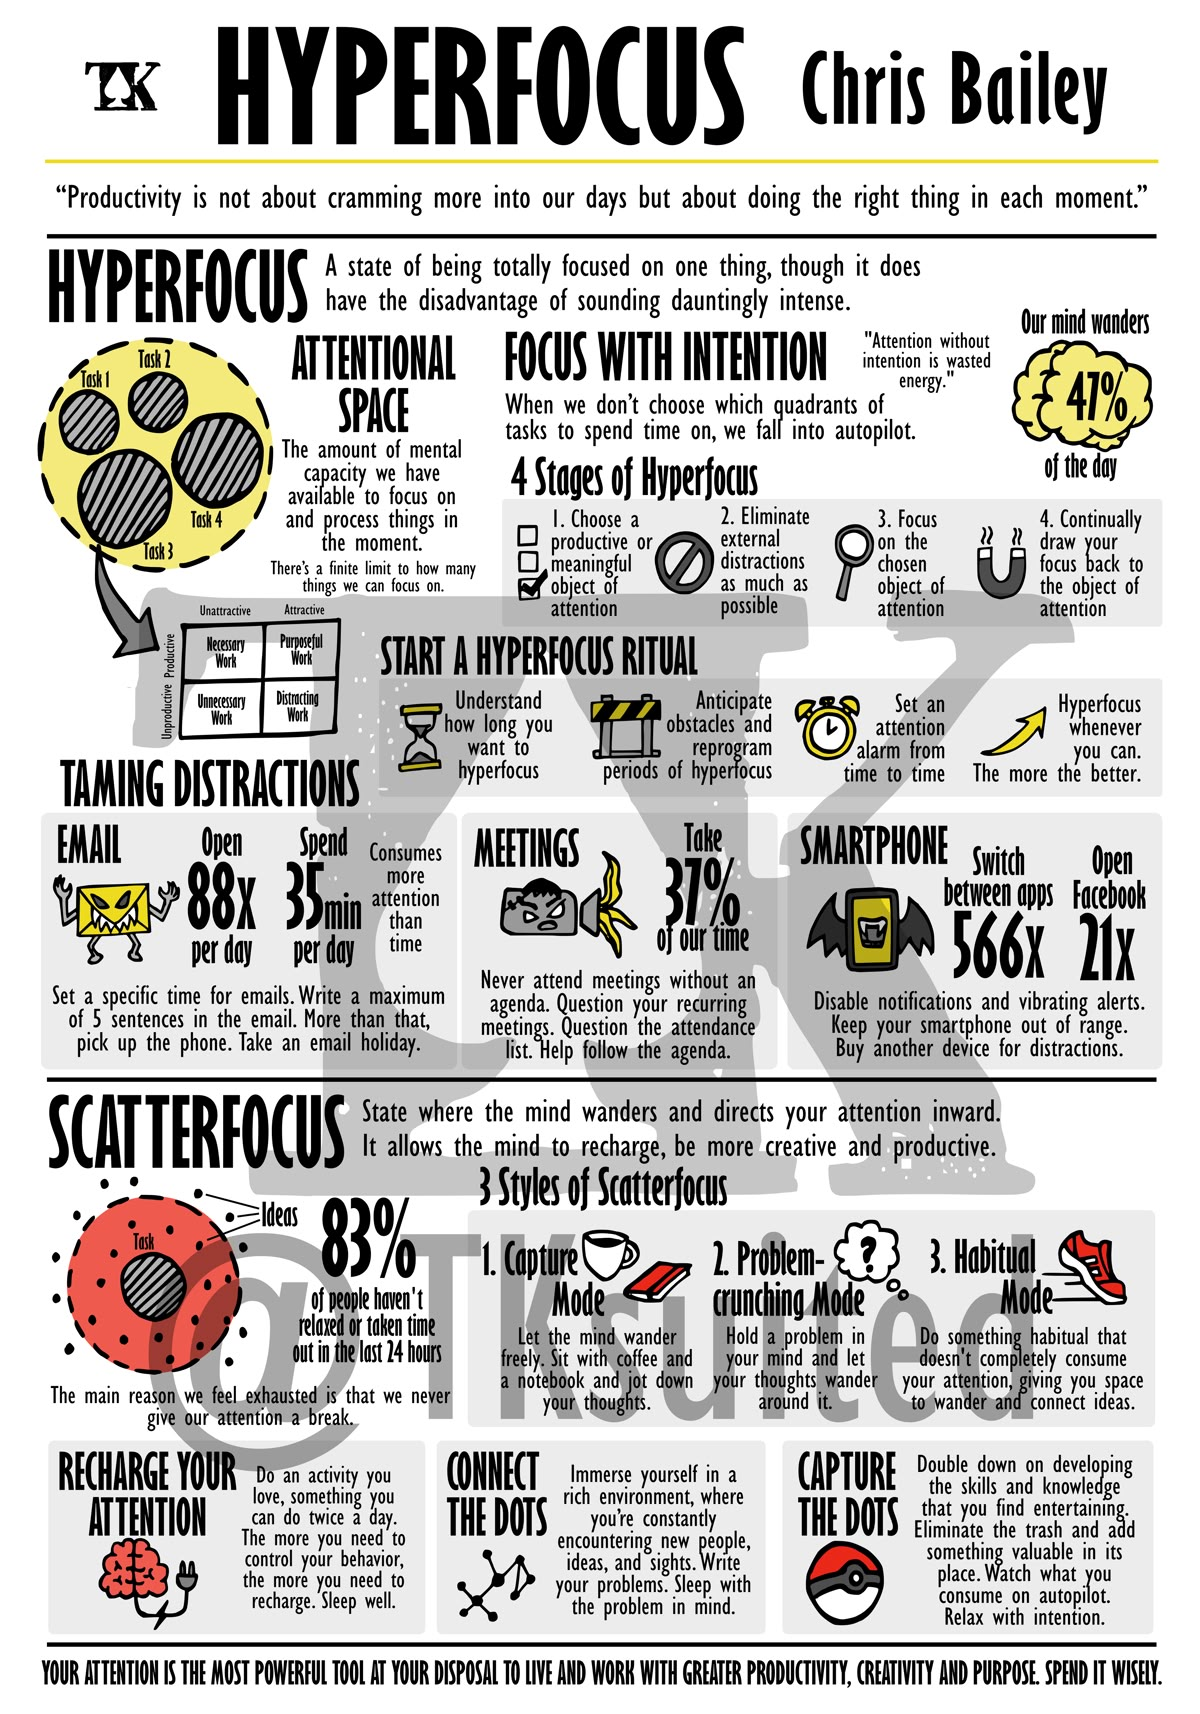 TK
HYPERFOCUS
Chris Bailey
“Productivity is not about cramming more into our days but about doing the right thing in each moment.”
HYPERFOCUS
A state of being totally focused on one thing, though it does
have the disadvantage of sounding dauntingly intense.
Task 1
Task 2
Task 4
Task 3
ATTENTIONAL
SPACE
The amount of mental
capacity we have
available to focus on
and process things in
the moment.
There's a finite limit to how many
things we can focus on.
Unattractive
Attractive
Productive
Unproductive
Necessary
Work
Purposeful
Work
Unnecessary
Work
Distracting
Work
FOCUS WITH INTENTION
When we don't choose which quadrants of
tasks to spend time on, we fall into autopilot.
"Attention without
intention is wasted
energy."
Our mind wanders
47%
of the day
4 Stages of Hyperfocus
1. Choose a
productive or
meaningful
object of
attention
2. Eliminate
external
distractions
as much as
possible
3. Focus
on the
chosen
object of
attention
4. Continually
draw your
focus back to
the object of
attention
START A HYPERFOCUS RITUAL
Understand
how long you
want to
hyperfocus
Anticipate
obstacles and
reprogram
periods of hyperfocus
Set an
attention
alarm from
time to time
Hyperfocus
whenever
you can.
The more the better.
TAMING DISTRACTIONS
EMAIL
Open
88x
per day
Spend
35min
per day
Consumes
more
attention
than
time
Set a specific time for emails. Write a maximum
of 5 sentences in the email. More than that,
pick up the phone. Take an email holiday.
MEETINGS
Take
37%
of our time
Never attend meetings without an
agenda. Question your recurring
meetings. Question the attendance
list. Help follow the agenda.
SMARTPHONE
Switch
between apps
566x
Open
Facebook
21x
Disable notifications and vibrating alerts.
Keep your smartphone out of range.
Buy another device for distractions.
SCATTERFOCUS
State where the mind wanders and directs your attention inward.
It allows the mind to recharge, be more creative and productive.
Task
Ideas
83%
of people haven't
relaxed or taken time
out in the last 24 hours
The main reason we feel exhausted is that we never
give our attention a break.
3 Styles of Scatterfocus
1. Capture
Mode
Let the mind wander
freely. Sit with coffee and
a notebook and jot down
your thoughts.
2. Problem-
crunching Mode
?
Hold a problem in
your mind and let
your thoughts wander
around it.
3. Habitual
Mode
Do something habitual that
doesn't completely consume
your attention, giving you space
to wander and connect ideas.
TK
@TKsuited
RECHARGE YOUR
ATTENTION
Do an activity you
love, something you
can do twice a day.
The more you need to
control your behavior,
the more you need to
recharge. Sleep well.
CONNECT
THE DOTS
Immerse yourself in a
rich environment, where
you're constantly
encountering new people,
ideas, and sights. Write
your problems. Sleep with
the problem in mind.
CAPTURE
THE DOTS
Double down on developing
the skills and knowledge
that you find entertaining.
Eliminate the trash and add
something valuable in its
place. Watch what you
consume on autopilot.
Relax with intention.
YOUR ATTENTION IS THE MOST POWERFUL TOOL AT YOUR DISPOSAL TO LIVE AND WORK WITH GREATER PRODUCTIVITY, CREATIVITY AND PURPOSE. SPEND IT WISELY.